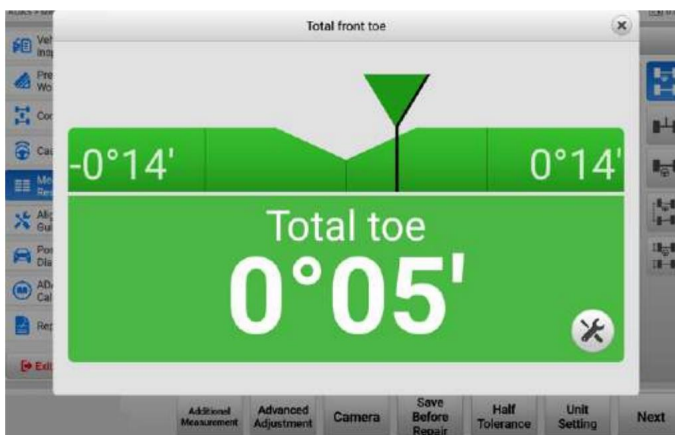 Total front toe
-0°14'
0°14'
Total toe
0°05'
Exit
Additional
Measurement
Advanced
Adjustment
Camera
Save
Before
Repair
Half
Tolerance
Unit
Setting
Next